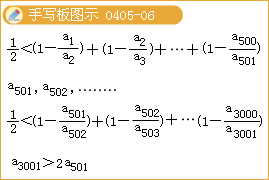 手写板图示 0405-06
1/2<(1-a₁/a₂)+(1-a₂/a₃)+…+(1-a₅₀₀/a₅₀₁)
a₅₀₁,a₅₀₂,……..
1/2<(1-a₅₀₁/a₅₀₂)+(1-a₅₀₂/a₅₀₃)+…(1-a₃₀₀₀/a₃₀₀₁)
a₃₀₀₁>2a₅₀₁